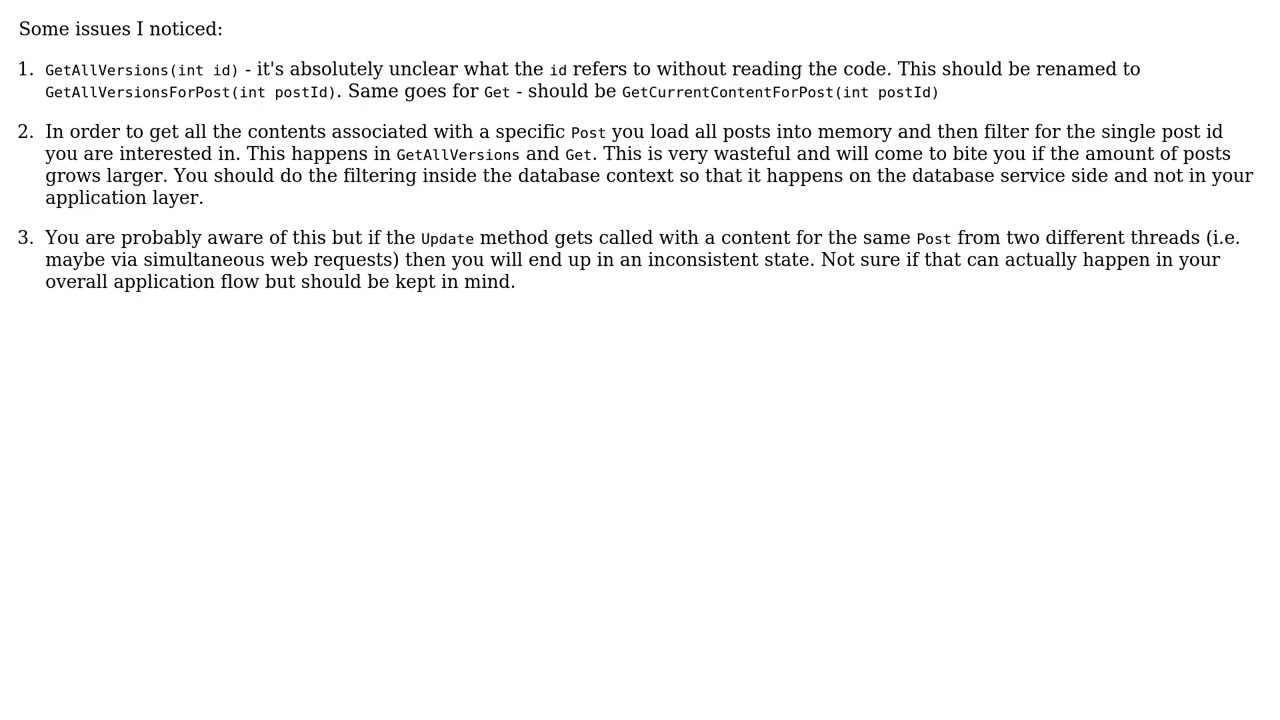 Some issues I noticed:
1. GetAllVersions(int id) - it's absolutely unclear what the id refers to without reading the code. This should be renamed to
GetAllVersionsForPost(int postId). Same goes for Get - should be GetCurrentContentForPost(int postId)
2. In order to get all the contents associated with a specific Post you load all posts into memory and then filter for the single post id
you are interested in. This happens in GetAllVersions and Get. This is very wasteful and will come to bite you if the amount of posts
grows larger. You should do the filtering inside the database context so that it happens on the database service side and not in your
application layer.
3. You are probably aware of this but if the Update method gets called with a content for the same Post from two different threads (i.e.
maybe via simultaneous web requests) then you will end up in an inconsistent state. Not sure if that can actually happen in your
overall application flow but should be kept in mind.